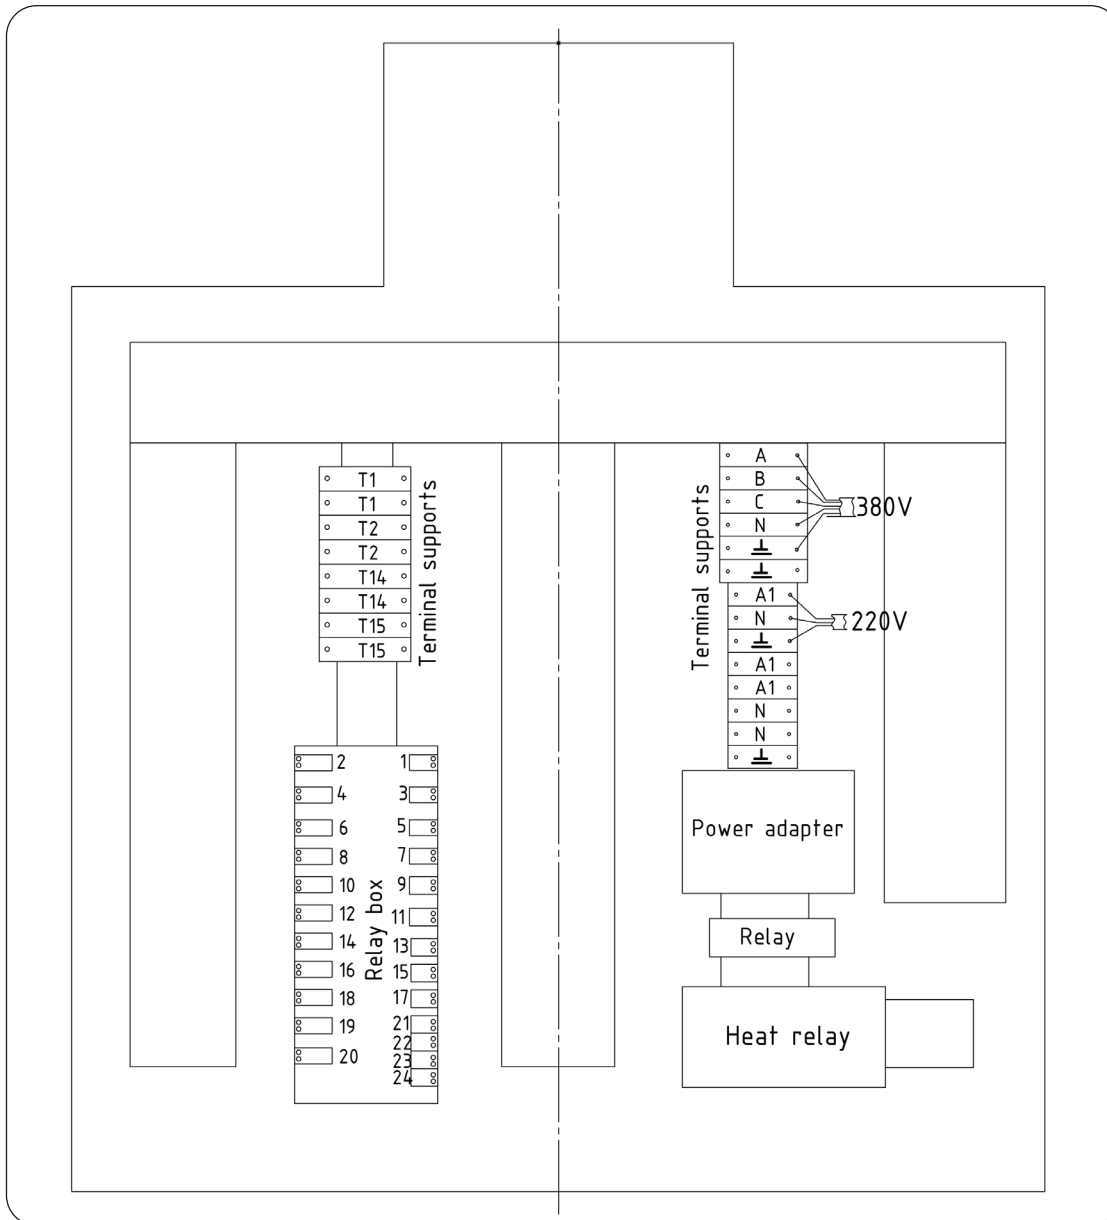 T1
T1
T2
T2
T14
T14
T15
T15
Terminal supports
2
1
4
3
6
5
8
7
10
9
12
11
14
13
16
15
18
17
19
21
22
20
23
24
Relay box
Terminal supports
A
B
C
N
380V
A1
N
220V
A1
A1
N
N
Power adapter
Relay
Heat relay